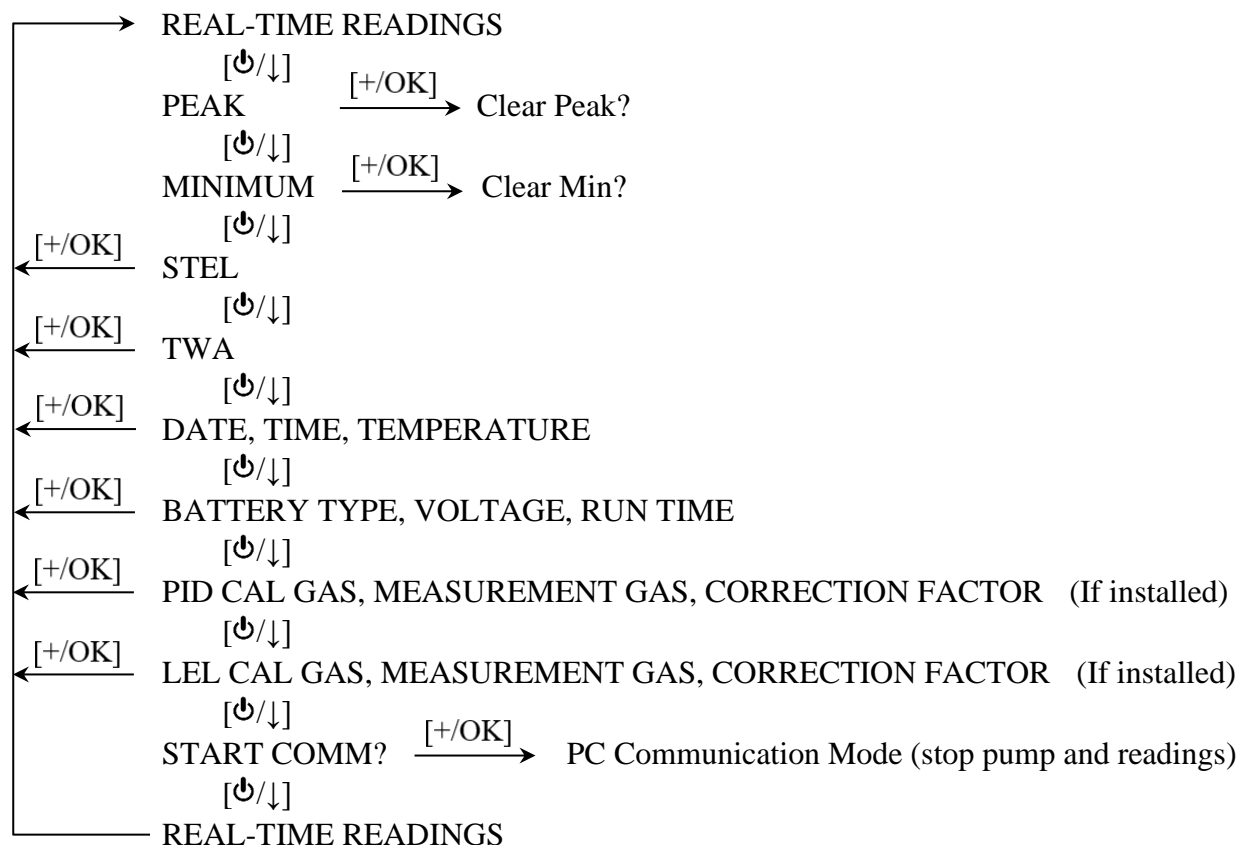 REAL-TIME READINGS
[⏻/↓]
PEAK [+/OK] Clear Peak?
[⏻/↓]
MINIMUM [+/OK] Clear Min?
[⏻/↓]
[+/OK] STEL
[⏻/↓]
[+/OK] TWA
[⏻/↓]
[+/OK] DATE, TIME, TEMPERATURE
[⏻/↓]
[+/OK] BATTERY TYPE, VOLTAGE, RUN TIME
[⏻/↓]
[+/OK] PID CAL GAS, MEASUREMENT GAS, CORRECTION FACTOR (If installed)
[⏻/↓]
[+/OK] LEL CAL GAS, MEASUREMENT GAS, CORRECTION FACTOR (If installed)
[⏻/↓]
START COMM? [+/OK] PC Communication Mode (stop pump and readings)
[⏻/↓]
REAL-TIME READINGS